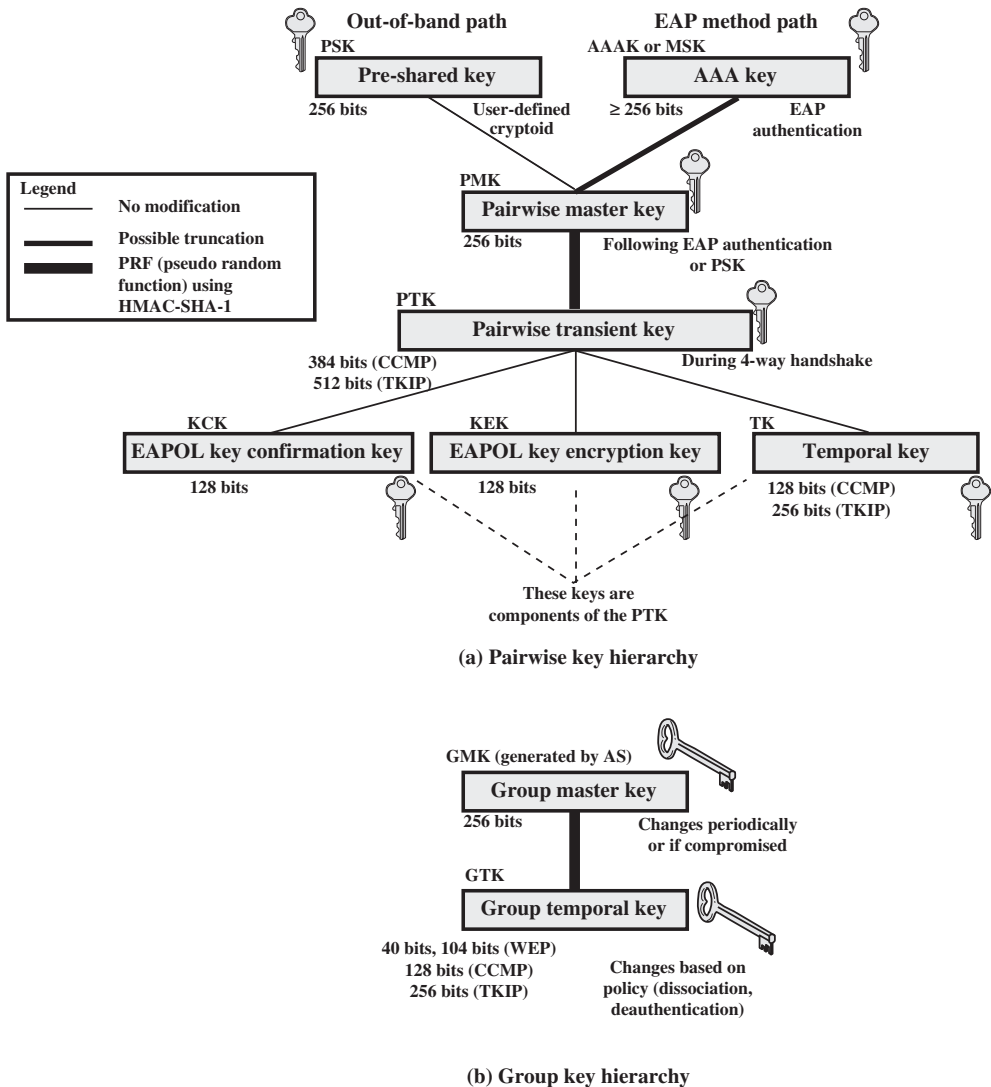 Out-of-band path
EAP method path
PSK
AAAK or MSK
Pre-shared key
AAA key
256 bits
User-defined
cryptoid
≥ 256 bits
EAP
authentication
Legend
No modification
Possible truncation
PRF (pseudo random
function) using
HMAC-SHA-1
PMK
Pairwise master key
256 bits
Following EAP authentication
or PSK
PTK
Pairwise transient key
384 bits (CCMP)
512 bits (TKIP)
During 4-way handshake
KCK
KEK
TK
EAPOL key confirmation key
EAPOL key encryption key
Temporal key
128 bits
128 bits
128 bits (CCMP)
256 bits (TKIP)
These keys are
components of the PTK
(a) Pairwise key hierarchy
GMK (generated by AS)
Group master key
256 bits
Changes periodically
or if compromised
GTK
Group temporal key
40 bits, 104 bits (WEP)
128 bits (CCMP)
256 bits (TKIP)
Changes based on
policy (dissociation,
deauthentication)
(b) Group key hierarchy